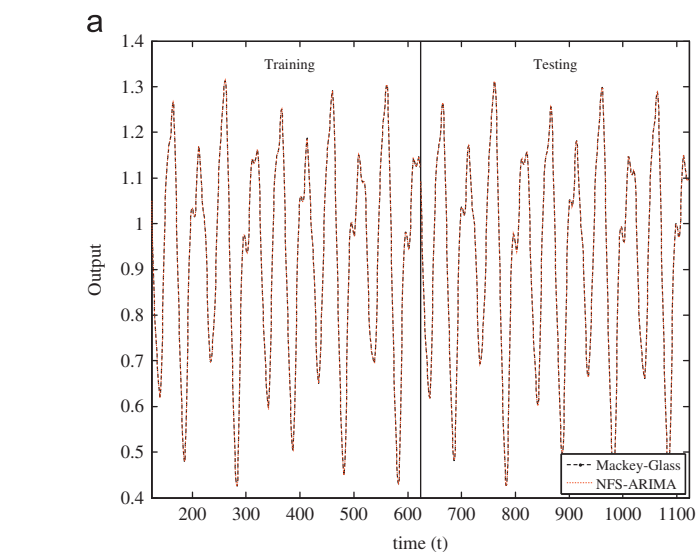 a
1.4
Training Testing
1.3
1.2
1.1
1
0.9
0.8
0.7
0.6
0.5
0.4
Output
Mackey-Glass
NFS-ARIMA
200 300 400 500 600 700 800 900 1000 1100
time (t)